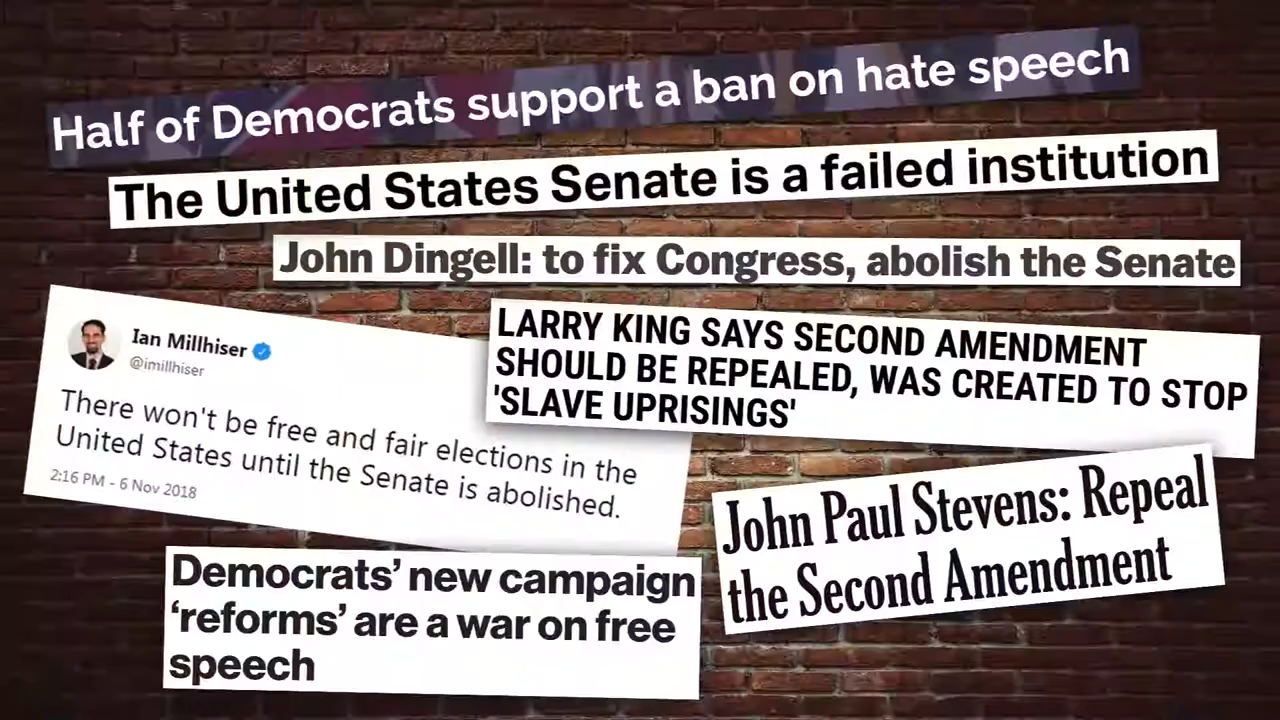 Half of Democrats support a ban on hate speech
The United States Senate is a failed institution
John Dingell: to fix Congress, abolish the Senate
Ian Millhiser
@imillhiser
There won't be free and fair elections in the
United States until the Senate is abolished.
2:16 PM - 6 Nov 2018
LARRY KING SAYS SECOND AMENDMENT
SHOULD BE REPEALED, WAS CREATED TO STOP
'SLAVE UPRISINGS'
John Paul Stevens: Repeal
the Second Amendment
Democrats’ new campaign
‘reforms’ are a war on free
speech